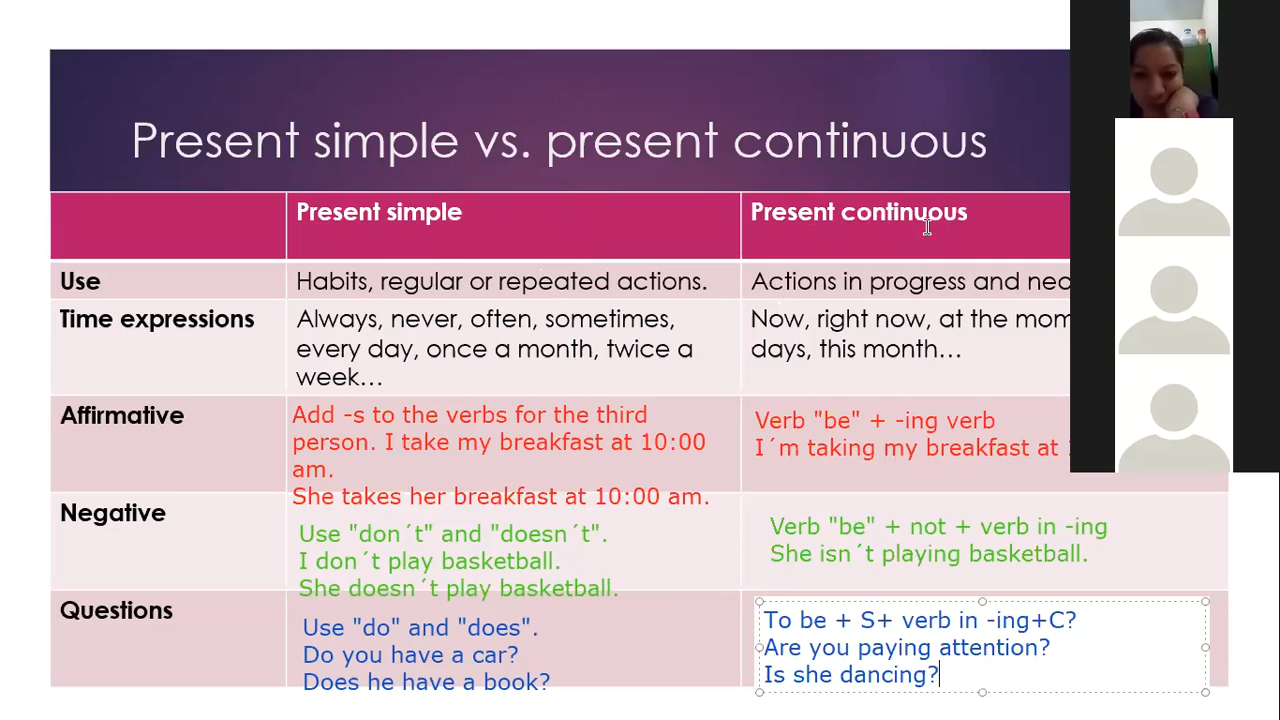 Present simple vs. present continuous
Present simple
Present continuous
Use
Habits, regular or repeated actions.
Actions in progress and
Time expressions
Always, never, often, sometimes,
every day, once a month, twice a
week…
Now, right now, at the
days, this month…
Affirmative
Add -s to the verbs for the third
person. I take my breakfast at 10:00
am.
She takes her breakfast at 10:00 am.
Verb "be" + -ing verb
I´m taking my breakfast at
Negative
Use "don´t" and "doesn´t".
I don´t play basketball.
She doesn´t play basketball.
Verb "be" + not + verb in -ing
She isn´t playing basketball.
Questions
Use "do" and "does".
Do you have a car?
Does he have a book?
To be + S+ verb in -ing+C?
Are you paying attention?
Is she dancing?